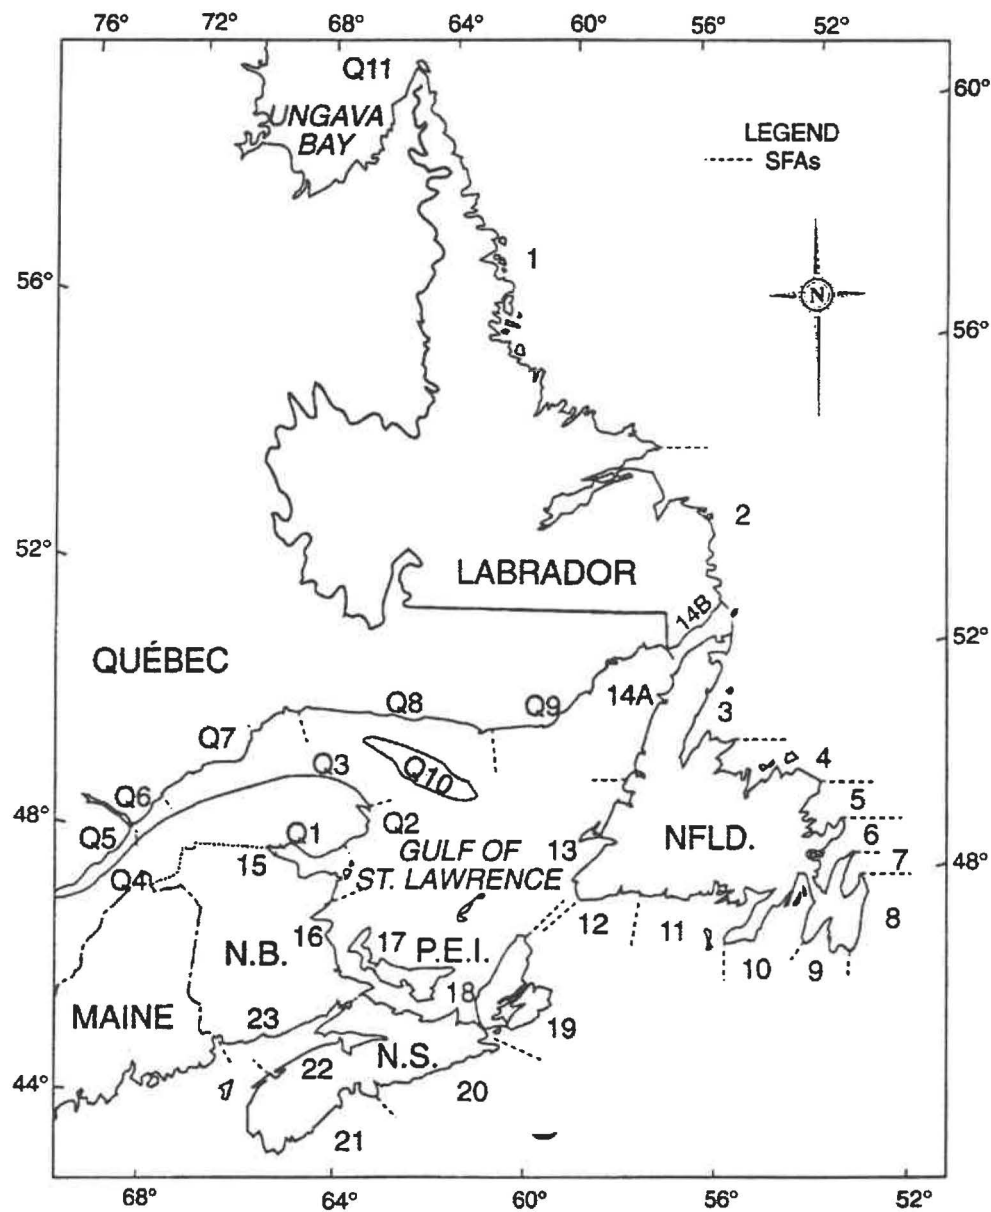 76° 72° 68° 64° 60° 56° 52°
Q11
60°
UNGAVA
BAY
LEGEND
SFAs
1
N
56°
56°
2
52°
LABRADOR
14B
52°
QUÉBEC
14A
Q8
Q9
3
Q7
Q3
4
Q10
Q6
5
48°
Q5
Q2
6
Q1
GULF OF
13
NFLD.
7
48°
15
ST. LAWRENCE
Q4
12
11
8
16
N.B.
17
P.E.I.
10
9
18
MAINE
23
19
22
N.S.
44°
20
21
68° 64° 60° 56° 52°